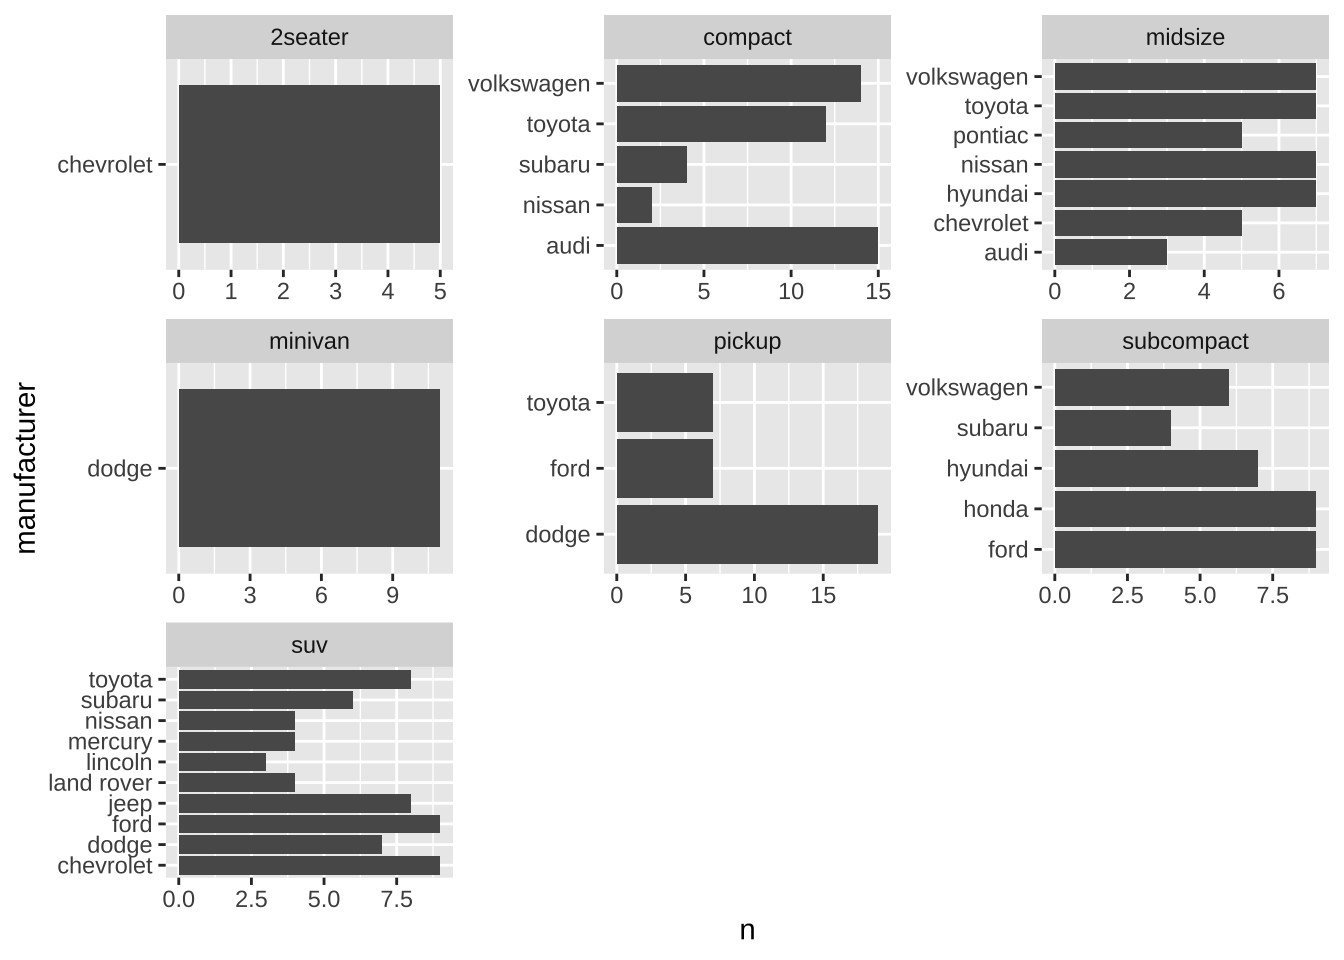 2seater
chevrolet
0 1 2 3 4 5
compact
volkswagen
toyota
subaru
nissan
audi
0 5 10 15
midsize
volkswagen
toyota
pontiac
nissan
hyundai
chevrolet
audi
0 2 4 6
manufacturer
minivan
dodge
0 3 6 9
pickup
toyota
ford
dodge
0 5 10 15
subcompact
volkswagen
subaru
hyundai
honda
ford
0.0 2.5 5.0 7.5
suv
toyota
subaru
nissan
mercury
lincoln
land rover
jeep
ford
dodge
chevrolet
0.0 2.5 5.0 7.5
n